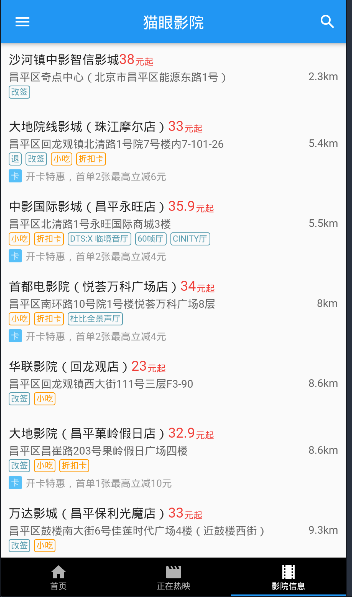 猫眼影院
沙河镇中影智信影城38元起
昌平区奇点中心（北京市昌平区能源东路1号） 2.3km
改签
大地院线影城（珠江摩尔店）33元起
昌平区回龙观镇北清路1号院7号楼内7-101-26 5.4km
退 改签 小吃 折扣卡
卡 开卡特惠，首单2张最高立减6元
中影国际影城（昌平永旺店）35.9元起
昌平区北清路1号永旺国际商城3楼 5.5km
小吃 折扣卡 DTS:X 临境音厅 60帧厅 CINITY厅
卡 开卡特惠，首单2张最高立减4元
首都电影院（悦荟万科广场店）34元起
昌平区南环路10号院1号楼悦荟万科广场8层 8km
小吃 折扣卡 杜比全景声厅
卡 开卡特惠，首单2张最高立减4元
华联影院（回龙观店）23元起
昌平区回龙观镇西大街111号三层F3-90 8.6km
改签 小吃
大地影院（昌平菓岭假日店）32.9元起
昌平区昌崔路203号果岭假日广场四楼 8.6km
改签 小吃 折扣卡
卡 开卡特惠，首单1张最高立减10元
万达影城（昌平保利光魔店）33元起
昌平区鼓楼南大街6号佳莲时代广场4楼（近鼓楼西街） 9.3km
改签 小吃
首页 正在热映 影院信息